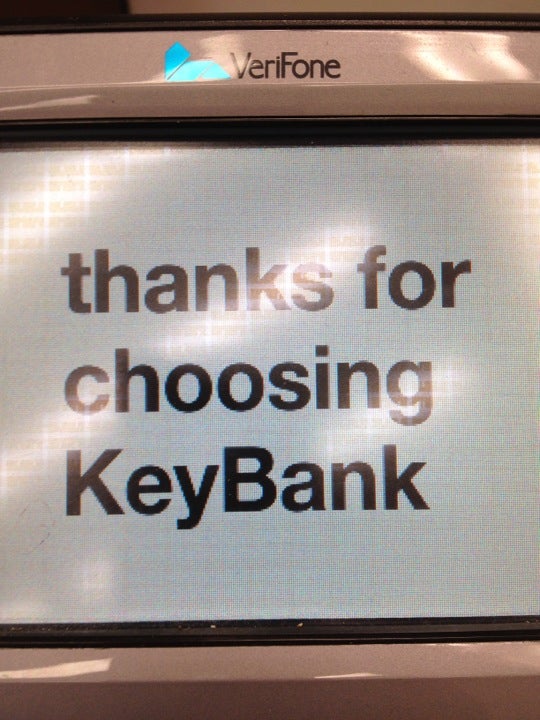 VeriFone
thanks for
choosing
KeyBank